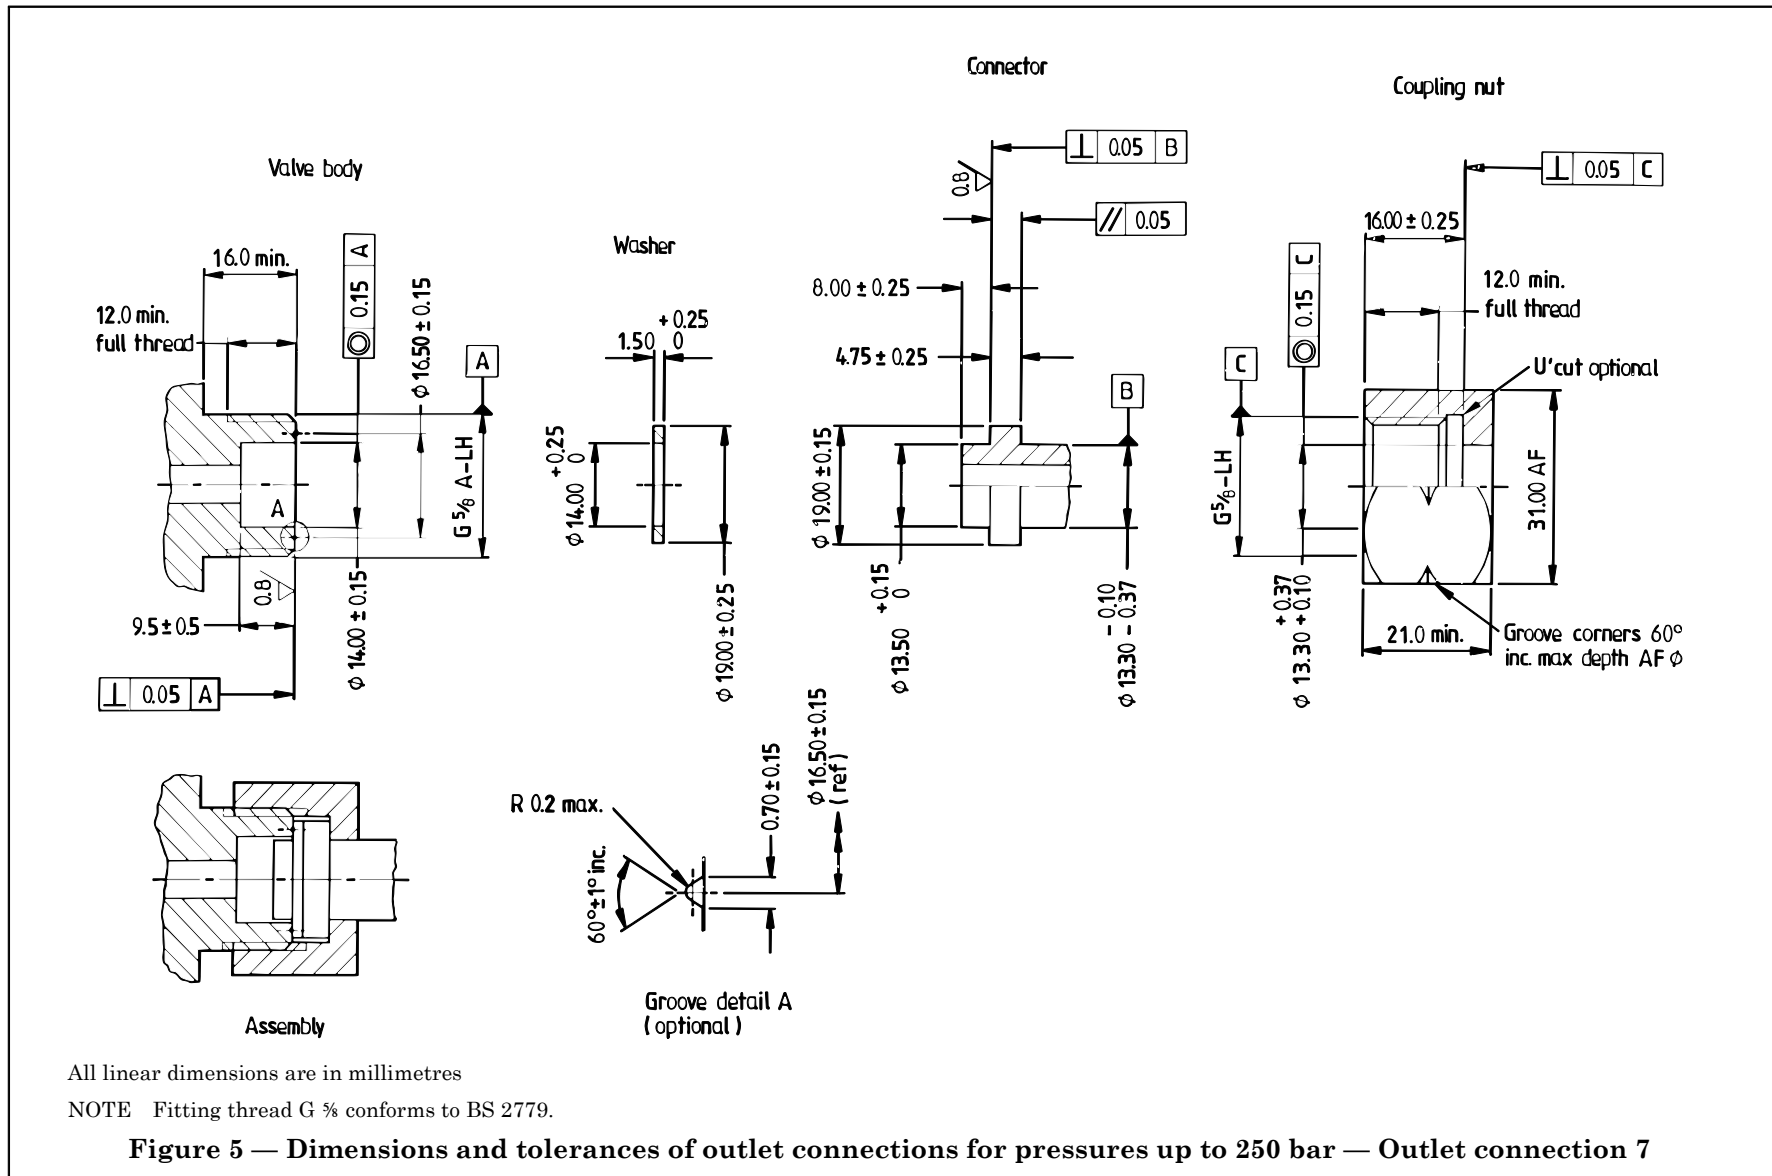 Valve body
16.0 min.
12.0 min.
full thread
◎ 0.15 A
⌀ 16.50 ± 0.15
A
G ⅝ A-LH
A
0.8
9.5 ± 0.5
⌀ 14.00 ± 0.15
⊥ 0.05 A
Washer
1.50 + 0.25 0
⌀ 14.00 +0.25 0
⌀ 19.00 ± 0.25
Connector
⊥ 0.05 B
0.8
// 0.05
8.00 ± 0.25
4.75 ± 0.25
B
⌀ 19.00 ± 0.15
⌀ 13.50 +0.15 0
⌀ 13.30 - 0.10 - 0.37
Coupling nut
⊥ 0.05 C
16.00 ± 0.25
◎ 0.15 C
12.0 min.
full thread
C
U'cut optional
G⅝-LH
31.00 AF
⌀ 13.30 + 0.37 + 0.10
21.0 min.
Groove corners 60°
inc. max depth AF ⌀
Assembly
R 0.2 max.
60°±1° inc.
0.70 ± 0.15
⌀ 16.50 ± 0.15
(ref)
Groove detail A
(optional)
All linear dimensions are in millimetres
NOTE Fitting thread G ⅝ conforms to BS 2779.
Figure 5 — Dimensions and tolerances of outlet connections for pressures up to 250 bar — Outlet connection 7